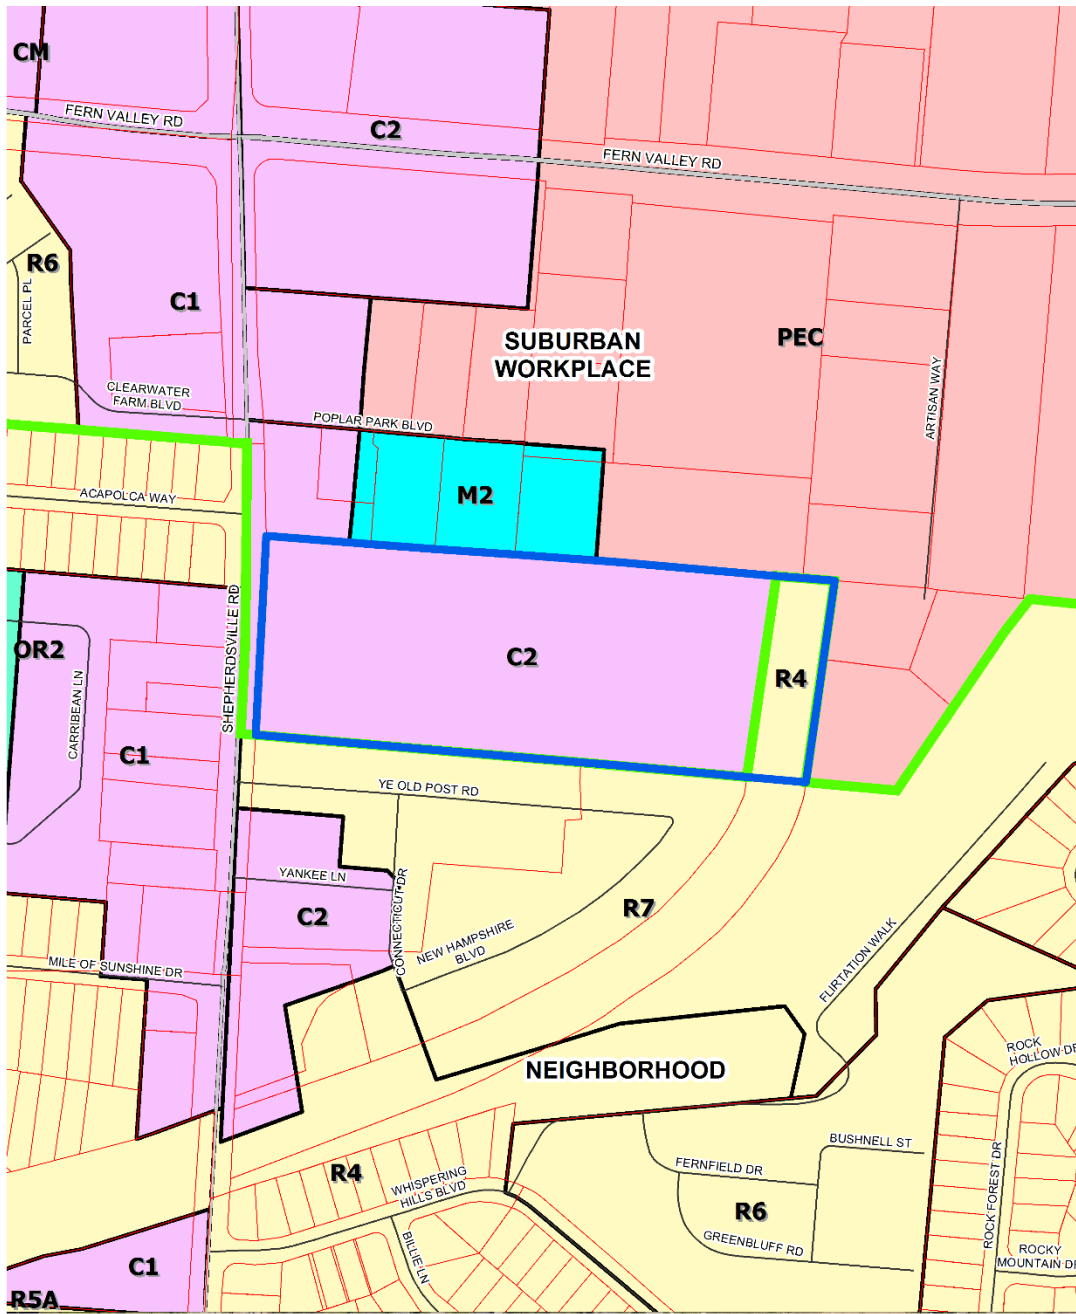 CM
FERN VALLEY RD
C2
FERN VALLEY RD
R6
PARCEL PL
C1
SUBURBAN
WORKPLACE
PEC
ARTISAN WAY
CLEARWATER
FARM BLVD
POPLAR PARK BLVD
ACAPOLCA WAY
M2
SHEPHERDSVILLE RD
OR2
CARRIBEAN LN
C2
R4
C1
YE OLD POST RD
YANKEE LN
CONNECTICUT DR
C2
R7
NEW HAMPSHIRE
BLVD
FLIRTATION WALK
MILE OF SUNSHINE DR
NEIGHBORHOOD
ROCK
HOLLOW DR
BUSHNELL ST
ROCK FOREST DR
FERNFIELD DR
R4
WHISPERING
HILLS BLVD
R6
GREENBLUFF RD
BILLIE LN
ROCKY
MOUNTAIN DR
C1
R5A